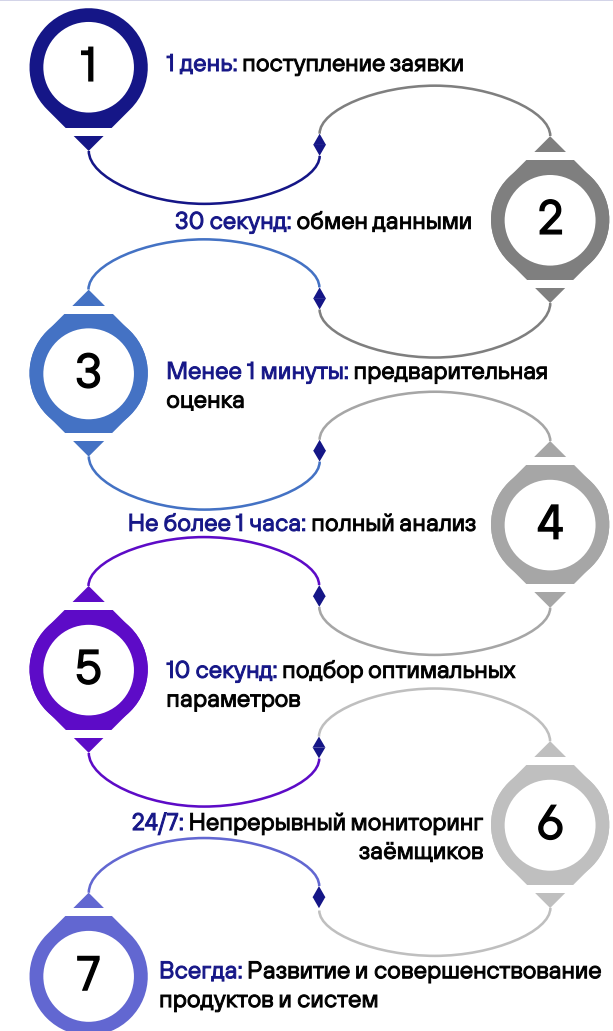 1
1 день: поступление заявки
30 секунд: обмен данными
2
3
Менее 1 минуты: предварительная
оценка
Не более 1 часа: полный анализ
4
5
10 секунд: подбор оптимальных
параметров
24/7: Непрерывный мониторинг
заёмщиков
6
7
Всегда: Развитие и совершенствование
продуктов и систем